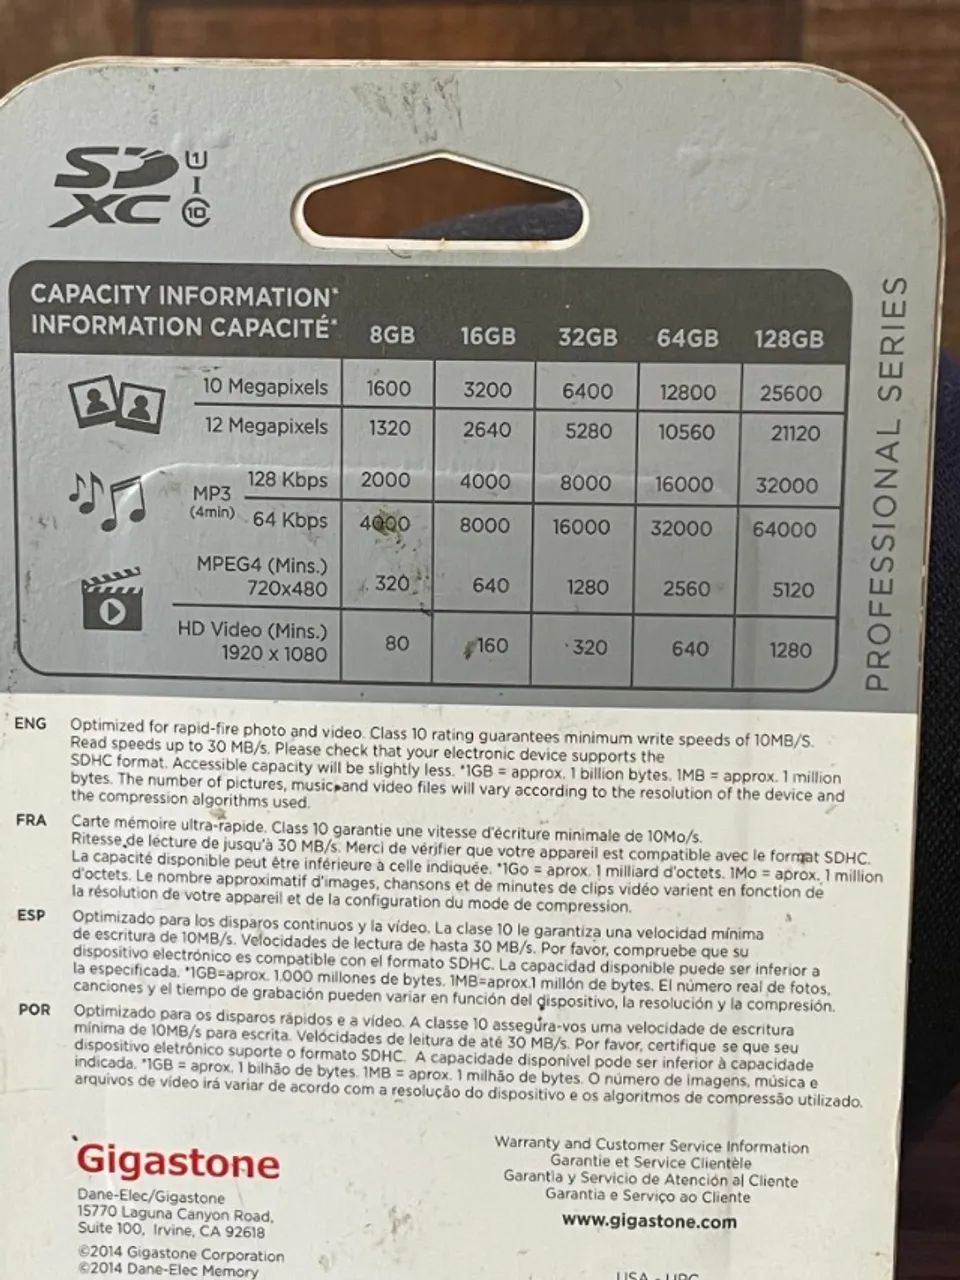 SD XC U1 I C10
CAPACITY INFORMATION*
INFORMATION CAPACITÉ*
8GB 16GB 32GB 64GB 128GB
10 Megapixels 1600 3200 6400 12800 25600
12 Megapixels 1320 2640 5280 10560 21120
MP3 (4min)
128 Kbps 2000 4000 8000 16000 32000
64 Kbps 4000 8000 16000 32000 64000
MPEG4 (Mins.)
720x480 320 640 1280 2560 5120
HD Video (Mins.)
1920 x 1080 80 160 320 640 1280
PROFESSIONAL SERIES
ENG Optimized for rapid-fire photo and video. Class 10 rating guarantees minimum write speeds of 10MB/S.
Read speeds up to 30 MB/s. Please check that your electronic device supports the
SDHC format. Accessible capacity will be slightly less. *1GB = approx. 1 billion bytes. 1MB = approx. 1 million
bytes. The number of pictures, music and video files will vary according to the resolution of the device and
the compression algorithms used.
FRA Carte mémoire ultra-rapide. Class 10 garantie une vitesse d'écriture minimale de 10Mo/s.
Ritesse de lécture de jusqu'à 30 MB/s. Merci de vérifier que votre appareil est compatible avec le format SDHC.
La capacité disponible peut être inférieure à celle indiquée. *1Go = aprox. 1 milliard d'octets. 1Mo = aprox. 1 million
d'octets. Le nombre approximatif d'images, chansons et de minutes de clips vidéo varient en fonction de
la résolution de votre appareil et de la configuration du mode de compression.
ESP Optimizado para los disparos continuos y la vídeo. La clase 10 le garantiza una velocidad mínima
de escritura de 10MB/s. Velocidades de lectura de hasta 30 MB/s. Por favor, compruebe que su
dispositivo electrónico es compatible con el formato SDHC. La capacidad disponible puede ser inferior a
la especificada. *1GB=aprox. 1.000 millones de bytes. 1MB=aprox.1 millón de bytes. El número real de fotos,
canciones y el tiempo de grabación pueden variar en función del dispositivo, la resolución y la compresión.
POR Optimizado para os disparos rápidos e a vídeo. A classe 10 assegura-vos uma velocidade de escritura
mínima de 10MB/s para escrita. Velócidades de leitura de até 30 MB/s. Por favor, certifique se que seu
dispositivo eletrônico suporte o formato SDHC. A capacidade disponível pode ser inferior à capacidade
indicada. *1GB = aprox. 1 bilhão de bytes. 1MB = aprox. 1 milhão de bytes. O número de imagens, música e
arquivos de vídeo irá variar de acordo com a resolução do dispositivo e os algoritmos de compressão utilizado.
Gigastone
Dane-Elec/Gigastone
15770 Laguna Canyon Road,
Suite 100, Irvine, CA 92618
©2014 Gigastone Corporation
©2014 Dane-Elec Memory
Warranty and Customer Service Information
Garantie et Service Clientèle
Garantia y Servicio de Atención al Cliente
Garantia e Serviço ao Cliente
www.gigastone.com
USA - UPC